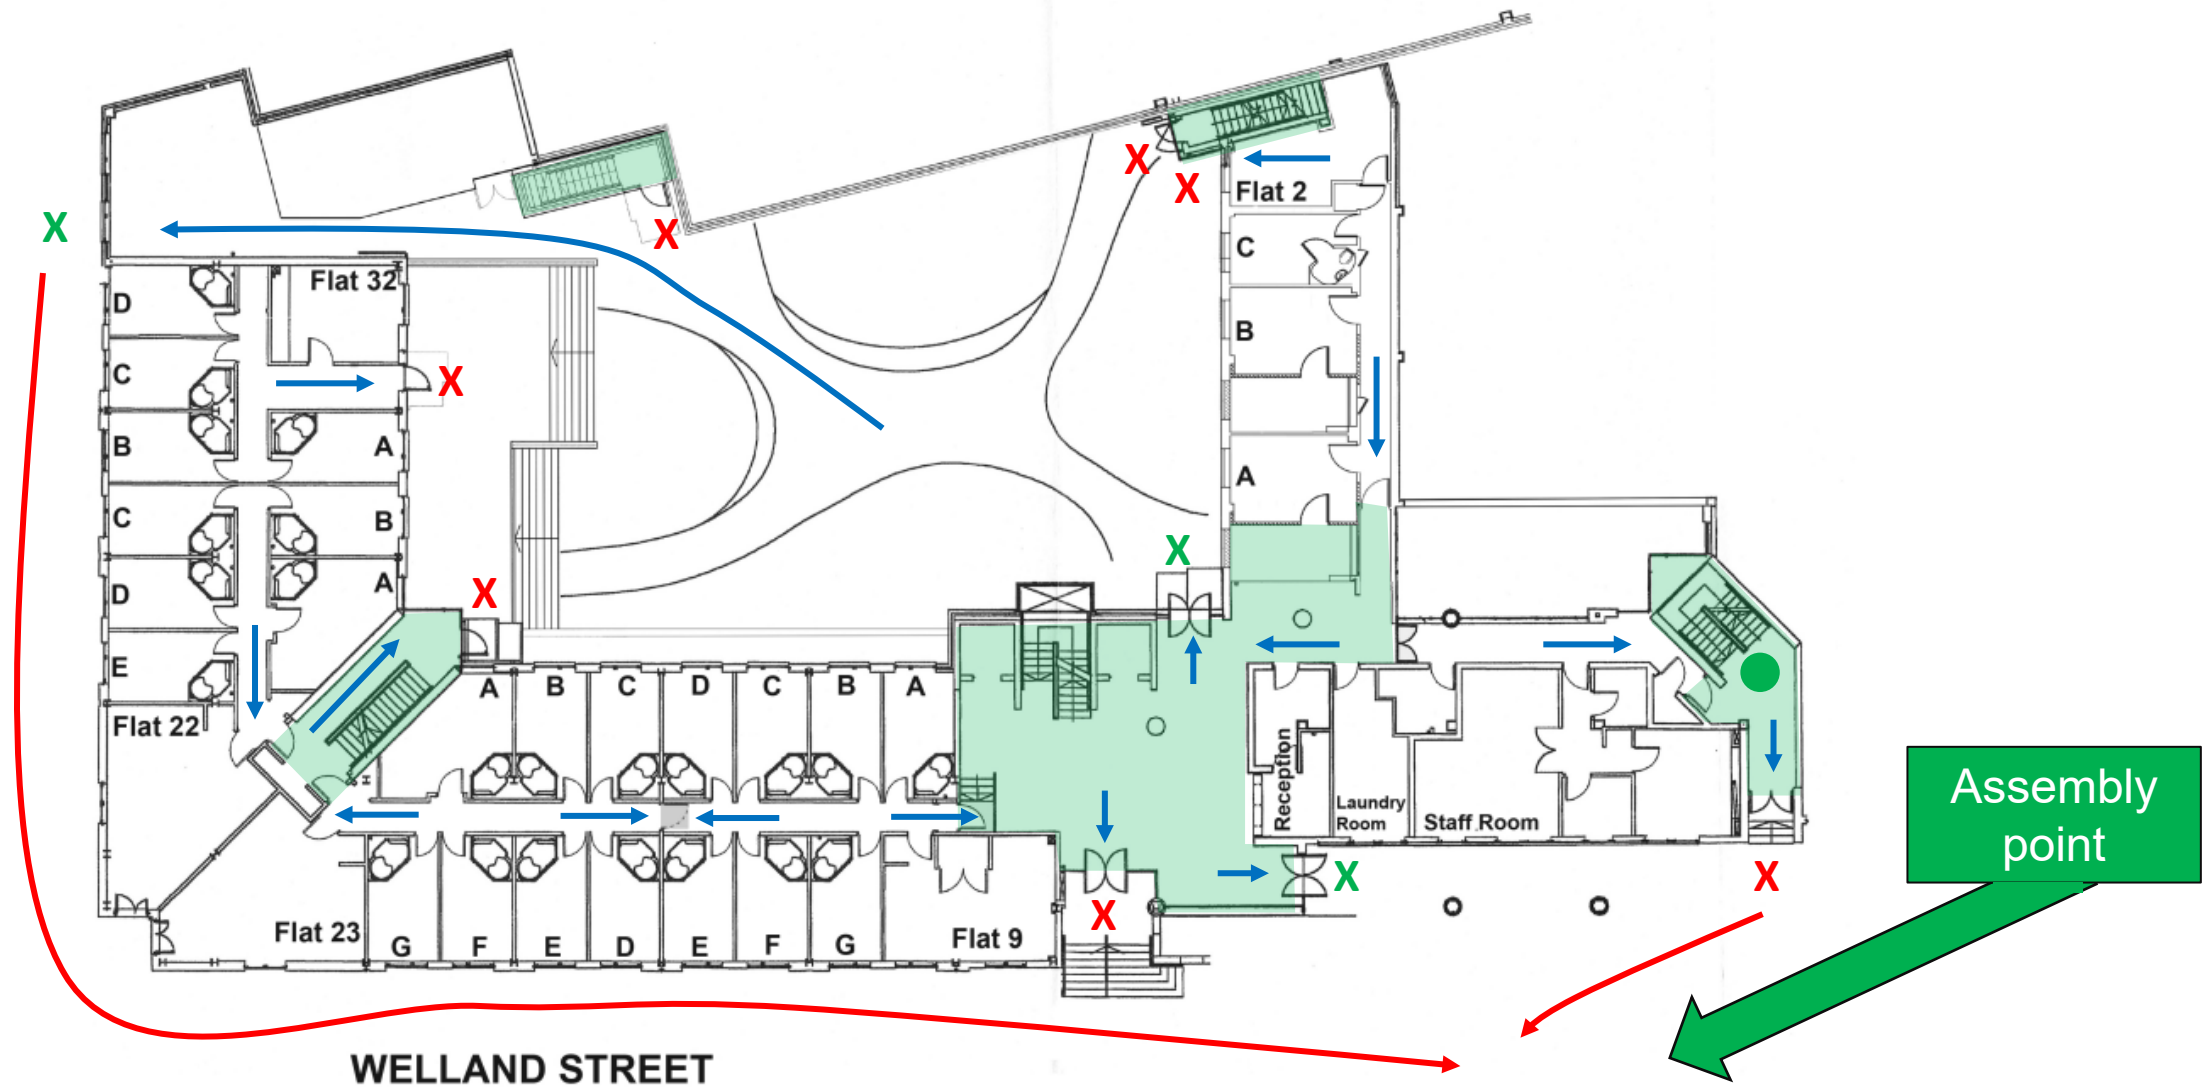 X
X
Flat 2
X
X
X
C
Flat 32
D
B
C
X
B
A
A
C
B
X
D
A
X
E
A
B
C
D
C
B
A
Flat 22
Reception
Laundry
Room
Staff Room
Assembly
point
X
X
X
Flat 23
G
F
E
D
E
F
G
Flat 9
WELLAND STREET